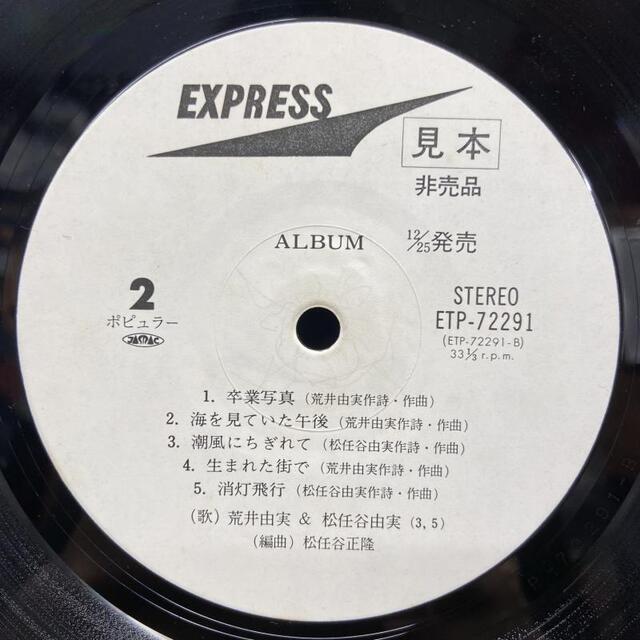 EXPRESS
見本
非売品
ALBUM
12/25発売
2
ポピュラー
JASRAC
STEREO
ETP-72291
(ETP-72291-B)
33⅓ r.p.m.
1. 卒業写真 (荒井由実作詩・作曲)
2. 海を見ていた午後 (荒井由実作詩・作曲)
3. 潮風にちぎれて (松任谷由実作詩・作曲)
4. 生まれた街で (荒井由実作詩・作曲)
5. 消灯飛行 (松任谷由実作詩・作曲)
(歌) 荒井由実 & 松任谷由実 (3,5)
(編曲) 松任谷正隆